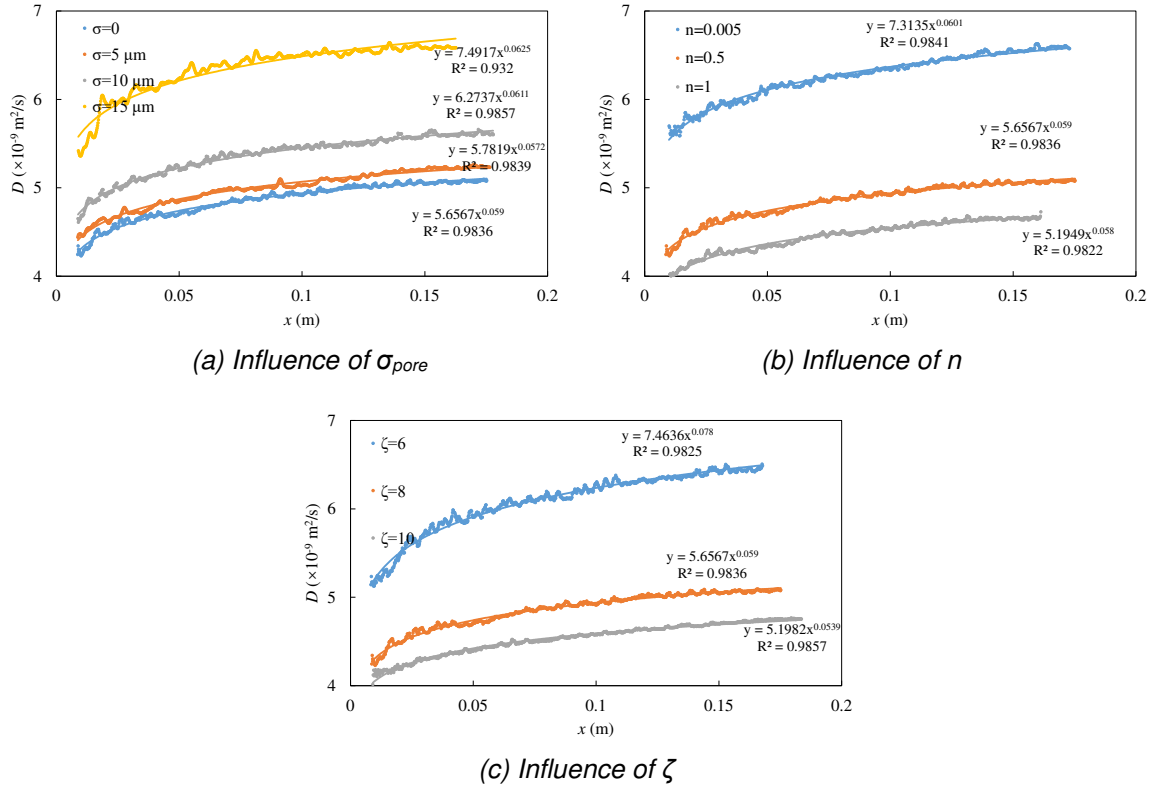 7
6
5
4
D (×10⁻⁹ m²/s)
0
0.05
0.1
0.15
0.2
x (m)
σ=0
σ=5 μm
σ=10 μm
σ=15 μm
y = 7.4917x^0.0625
R² = 0.932
y = 6.2737x^0.0611
R² = 0.9857
y = 5.7819x^0.0572
R² = 0.9839
y = 5.6567x^0.059
R² = 0.9836
(a) Influence of σpore
7
6
5
4
D (×10⁻⁹ m²/s)
0
0.05
0.1
0.15
0.2
x (m)
n=0.005
n=0.5
n=1
y = 7.3135x^0.0601
R² = 0.9841
y = 5.6567x^0.059
R² = 0.9836
y = 5.1949x^0.058
R² = 0.9822
(b) Influence of n
7
6
5
4
D (×10⁻⁹ m²/s)
0
0.05
0.1
0.15
0.2
x (m)
ζ=6
ζ=8
ζ=10
y = 7.4636x^0.078
R² = 0.9825
y = 5.6567x^0.059
R² = 0.9836
y = 5.1982x^0.0539
R² = 0.9857
(c) Influence of ζ